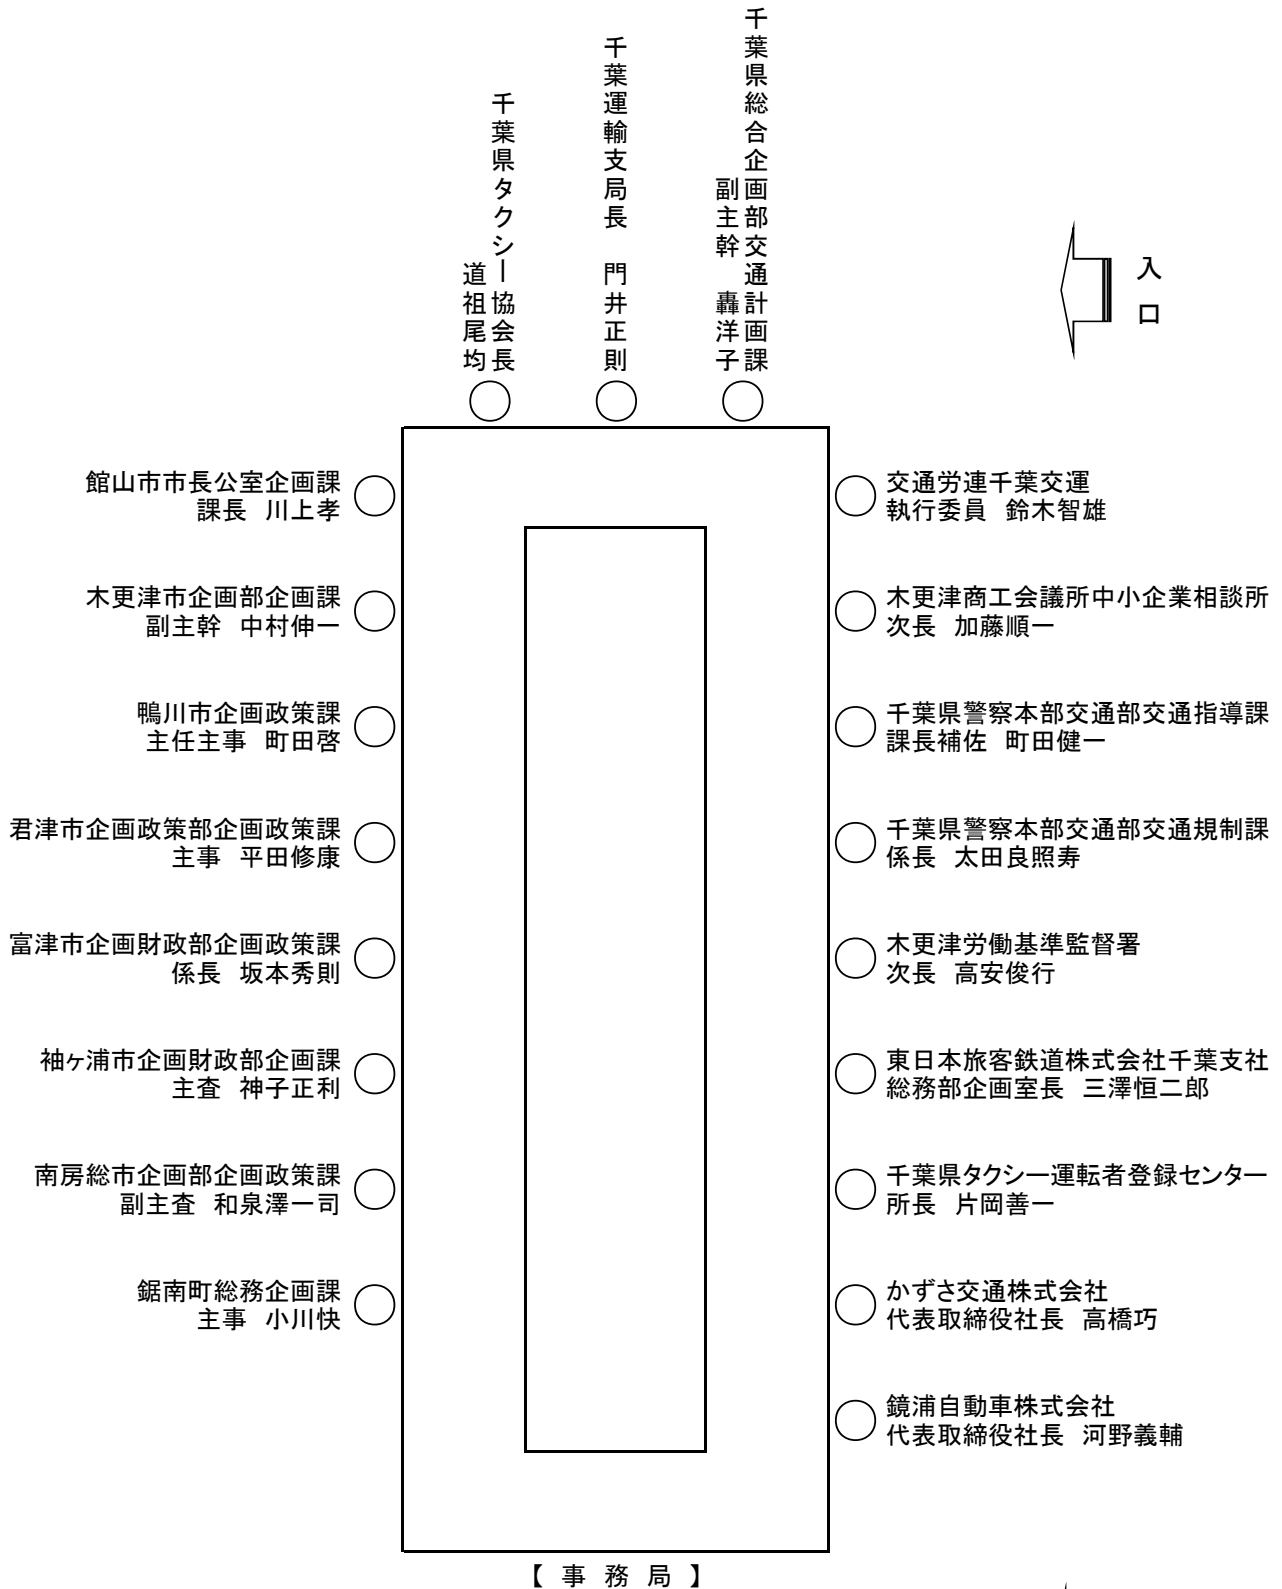 千葉県総合企画部交通計画課
副主幹　轟洋子
千葉運輸支局長　門井正則
千葉県タクシー協会長
道祖尾均
入口
館山市市長公室企画課
課長　川上孝
木更津市企画部企画課
副主幹　中村伸一
鴨川市企画政策課
主任主事　町田啓
君津市企画政策部企画政策課
主事　平田修康
富津市企画財政部企画政策課
係長　坂本秀則
袖ヶ浦市企画財政部企画課
主査　神子正利
南房総市企画部企画政策課
副主査　和泉澤一司
鋸南町総務企画課
主事　小川快
交通労連千葉交運
執行委員　鈴木智雄
木更津商工会議所中小企業相談所
次長　加藤順一
千葉県警察本部交通部交通指導課
課長補佐　町田健一
千葉県警察本部交通部交通規制課
係長　太田良照寿
木更津労働基準監督署
次長　高安俊行
東日本旅客鉄道株式会社千葉支社
総務部企画室長　三澤恒二郎
千葉県タクシー運転者登録センター
所長　片岡善一
かずさ交通株式会社
代表取締役社長　高橋巧
鏡浦自動車株式会社
代表取締役社長　河野義輔
【 事 務 局 】